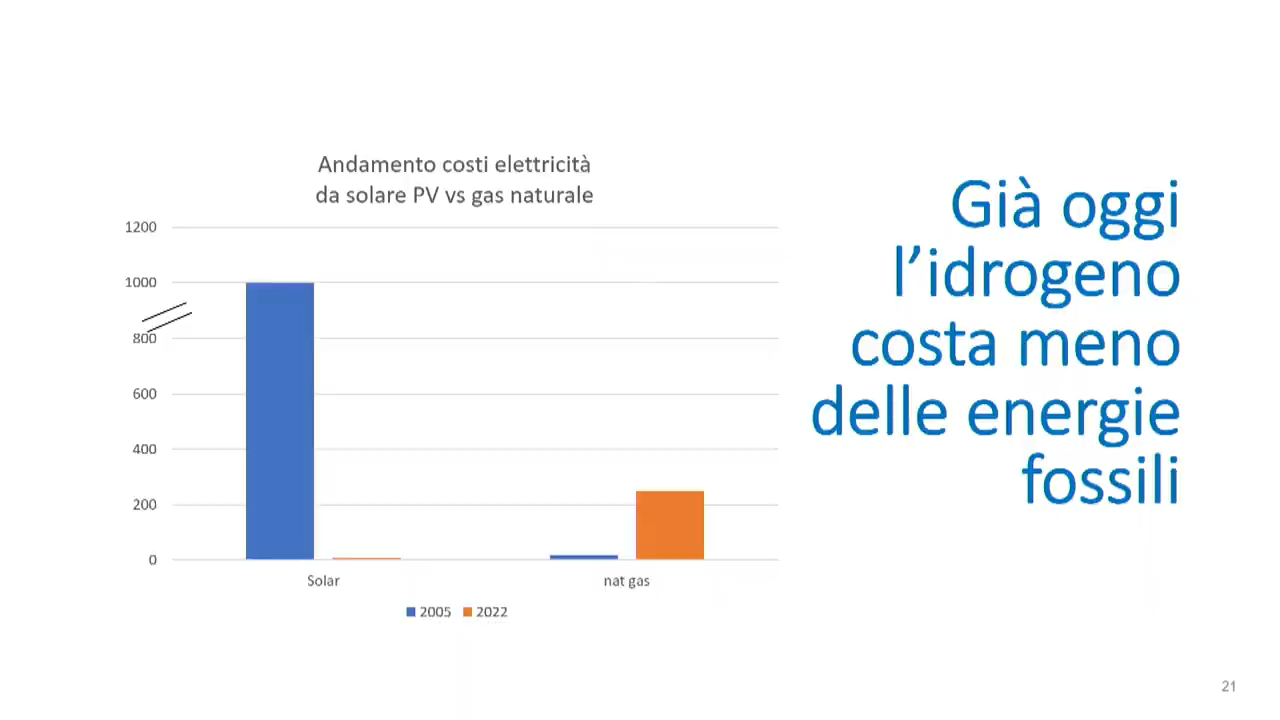 Andamento costi elettricità
da solare PV vs gas naturale
1200
1000
800
600
400
200
0
Solar
nat gas
2005
2022
Già oggi
l’idrogeno
costa meno
delle energie
fossili
21